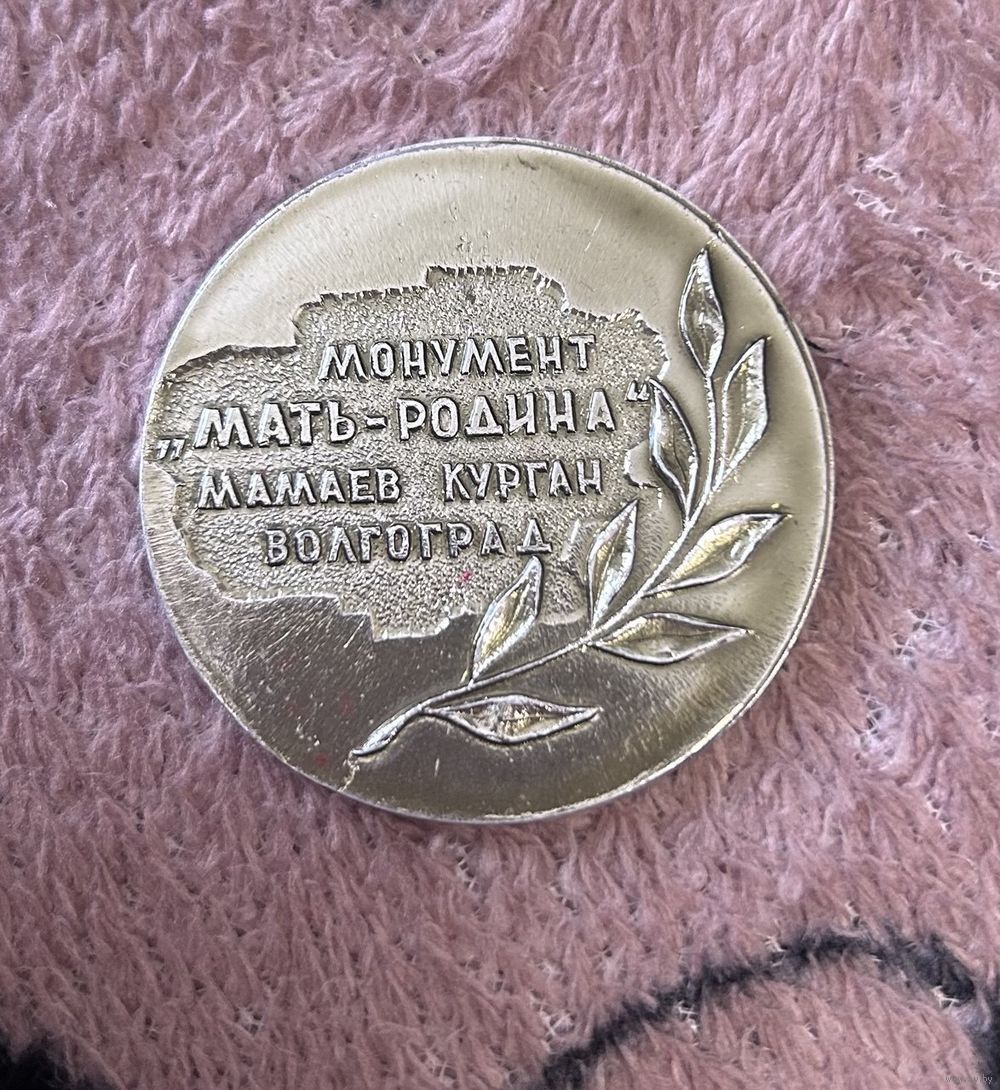 МОНУМЕНТ
„МАТЬ-РОДИНА“
МАМАЕВ КУРГАН
ВОЛГОГРАД